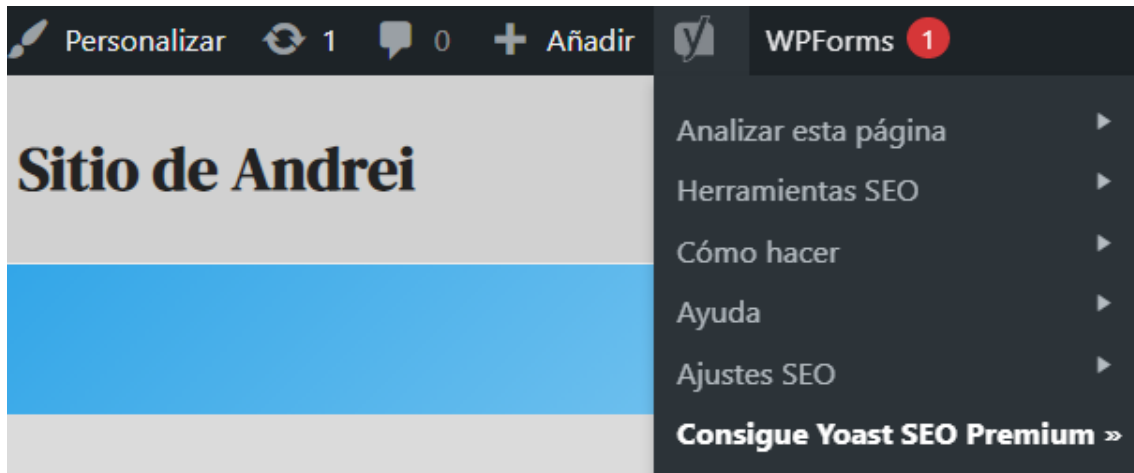 Personalizar 1 0 + Añadir y WPForms 1
Sitio de Andrei
Analizar esta página
Herramientas SEO
Cómo hacer
Ayuda
Ajustes SEO
Consigue Yoast SEO Premium »